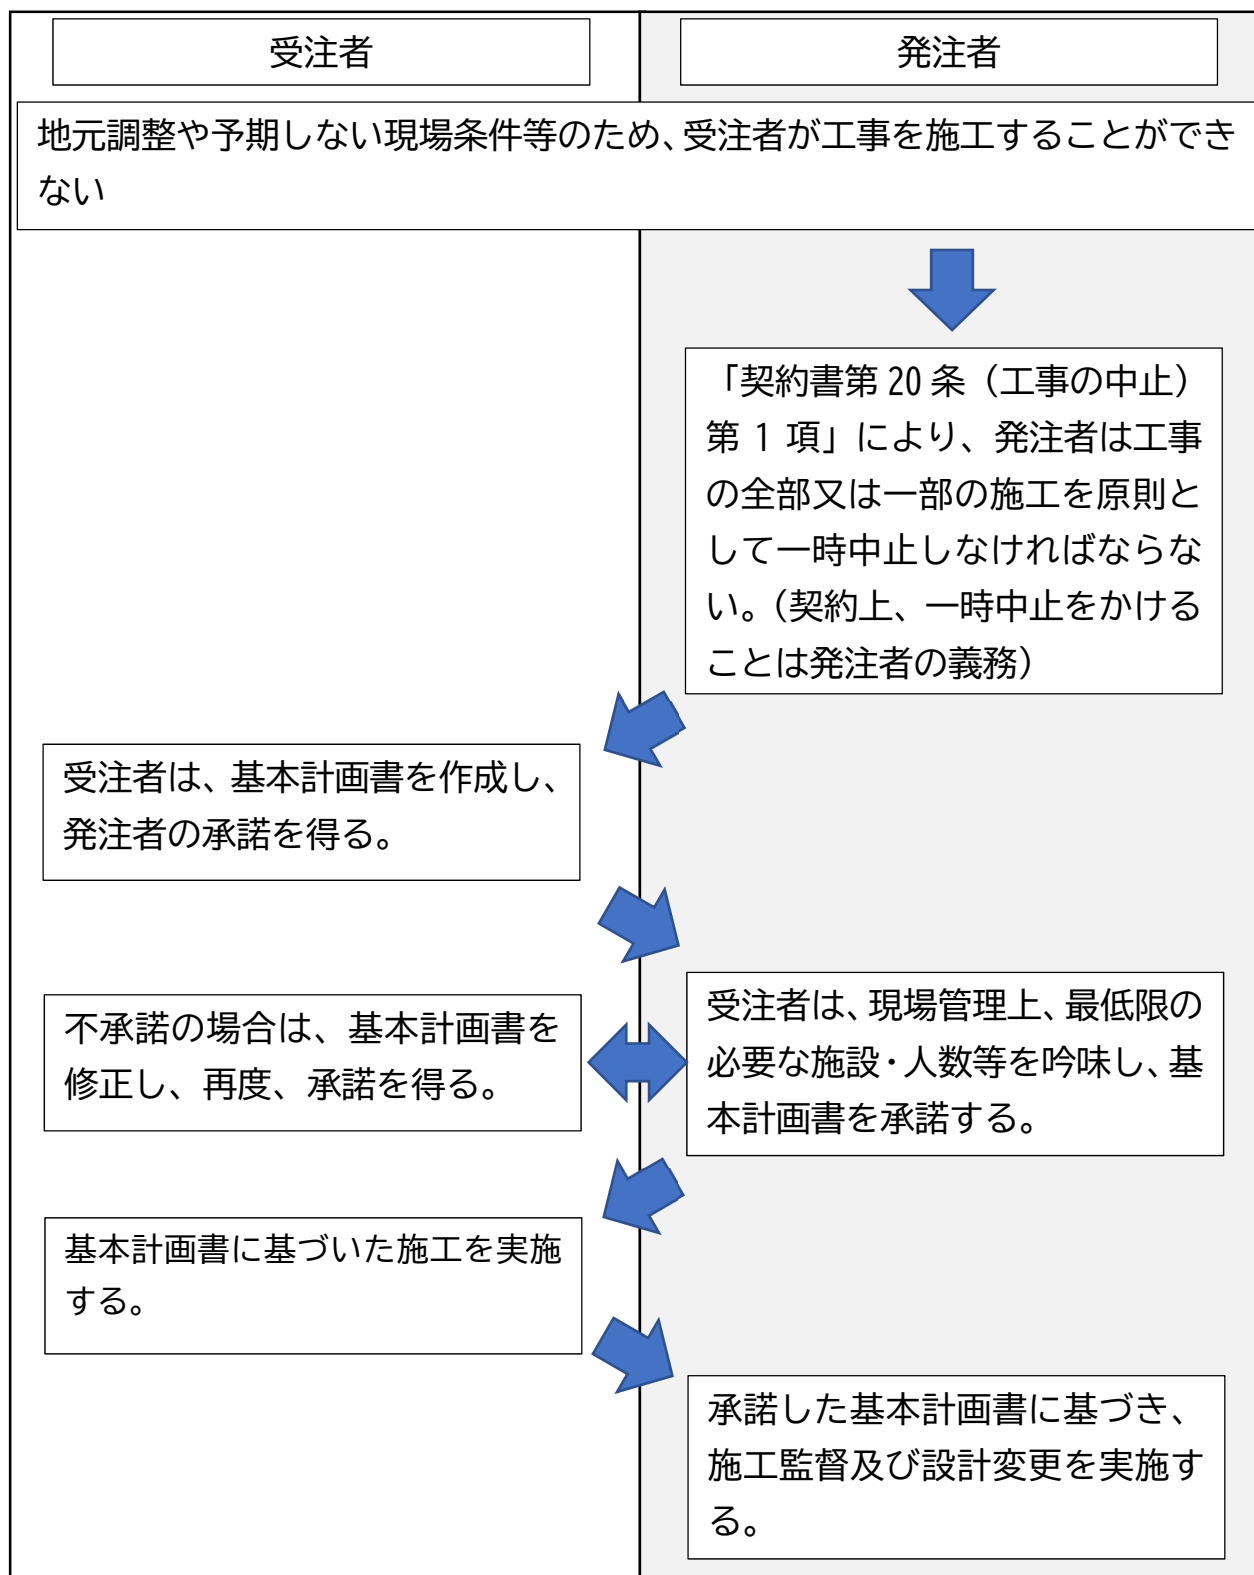 受注者
発注者
地元調整や予期しない現場条件等のため、受注者が工事を施工することができ
ない
「契約書第 20 条（工事の中止）
第 1 項」により、発注者は工事
の全部又は一部の施工を原則と
して一時中止しなければならな
い。（契約上、一時中止をかける
ことは発注者の義務）
受注者は、基本計画書を作成し、
発注者の承諾を得る。
受注者は、現場管理上、最低限の
必要な施設・人数等を吟味し、基
本計画書を承諾する。
不承諾の場合は、基本計画書を
修正し、再度、承諾を得る。
基本計画書に基づいた施工を実施
する。
承諾した基本計画書に基づき、
施工監督及び設計変更を実施す
る。